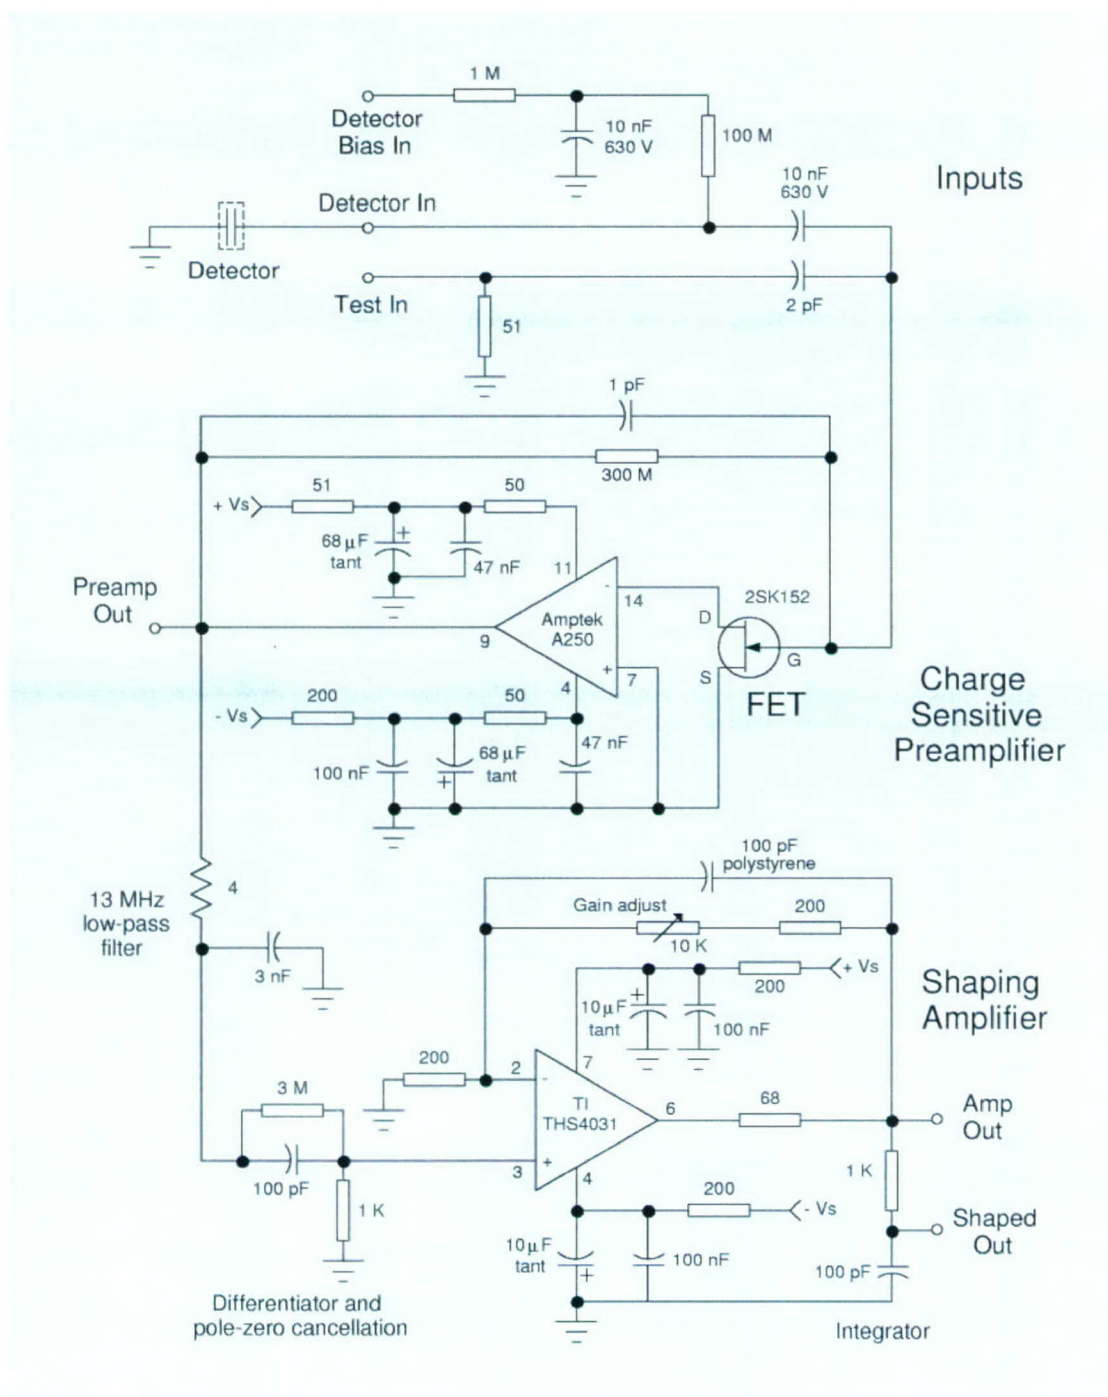 1 M
Detector
Bias In
10 nF
630 V
100 M
10 nF
630 V
Inputs
Detector In
Detector
Test In
2 pF
51
1 pF
300 M
+ Vs
51
50
68 µF
tant
+
47 nF
11
Preamp
Out
9
Amptek
A250
-
14
+
7
4
2SK152
D
G
S
FET
Charge
Sensitive
Preamplifier
- Vs
200
50
100 nF
68 µF
tant
+
47 nF
100 pF
polystyrene
Gain adjust
10 K
200
13 MHz
low-pass
filter
4
3 nF
+ Vs
200
10 µF
tant
+
100 nF
Shaping
Amplifier
200
2
-
7
TI
THS4031
6
68
Amp
Out
3 M
100 pF
3
+
4
1 K
1 K
200
- Vs
Shaped
Out
10 µF
tant
+
100 nF
100 pF
Differentiator and
pole-zero cancellation
Integrator